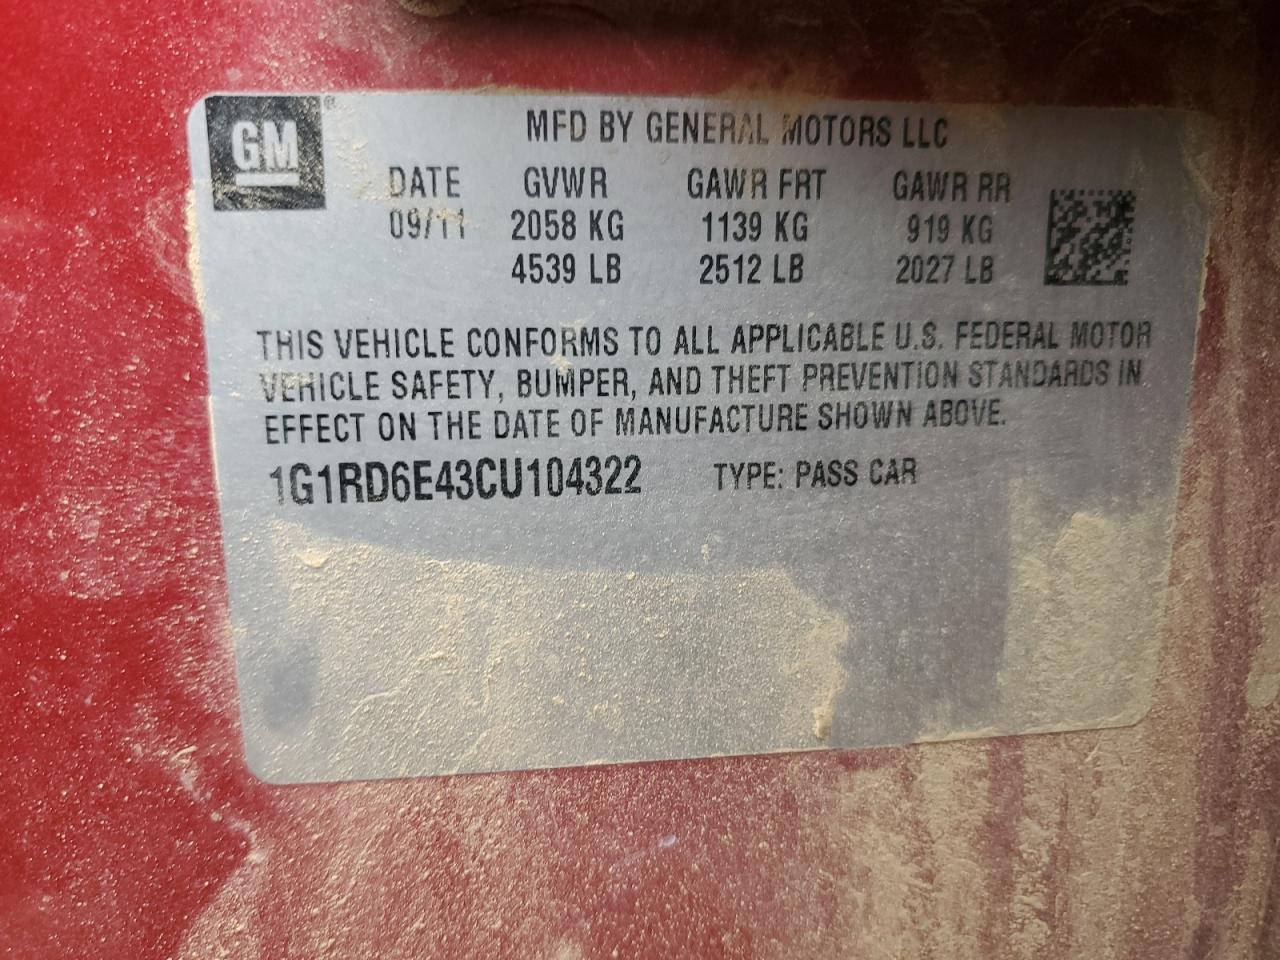 GM®
MFD BY GENERAL MOTORS LLC
DATE GVWR GAWR FRT GAWR RR
09/11 2058 KG 1139 KG 919 KG
4539 LB 2512 LB 2027 LB
THIS VEHICLE CONFORMS TO ALL APPLICABLE U.S. FEDERAL MOTOR
VEHICLE SAFETY, BUMPER, AND THEFT PREVENTION STANDARDS IN
EFFECT ON THE DATE OF MANUFACTURE SHOWN ABOVE.
1G1RD6E43CU104322 TYPE: PASS CAR